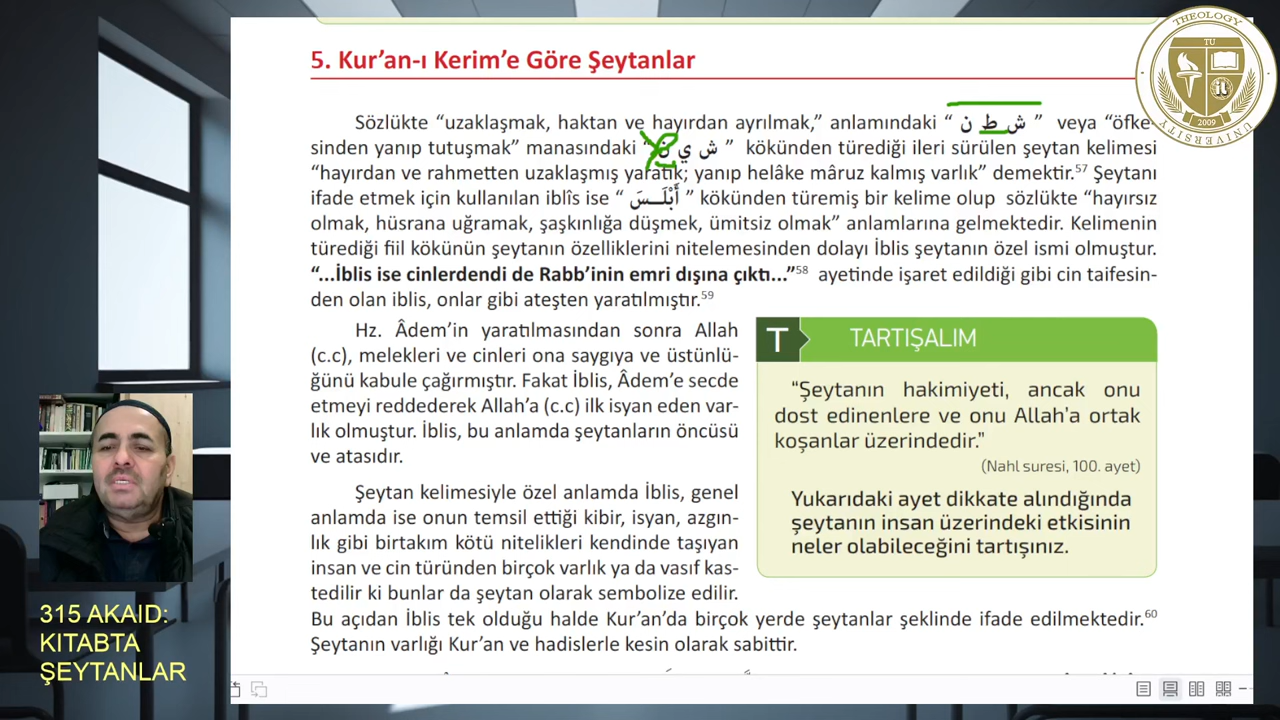 5. Kur’an-ı Kerim’e Göre Şeytanlar
Sözlükte “uzaklaşmak, haktan ve hayırdan ayrılmak,” anlamındaki “ ش ط ن ” veya “öfke-
sinden yanıp tutuşmak” manasındaki “ ش ي ن ” kökünden türediği ileri sürülen şeytan kelimesi
“hayırdan ve rahmetten uzaklaşmış yaratık; yanıp helâke mâruz kalmış varlık” demektir.57 Şeytanı
ifade etmek için kullanılan iblîs ise “ أَبْلَـــسَ ” kökünden türemiş bir kelime olup sözlükte “hayırsız
olmak, hüsrana uğramak, şaşkınlığa düşmek, ümitsiz olmak” anlamlarına gelmektedir. Kelimenin
türediği fiil kökünün şeytanın özelliklerini nitelemesinden dolayı İblis şeytanın özel ismi olmuştur.
“...İblis ise cinlerdendi de Rabb’inin emri dışına çıktı...”58 ayetinde işaret edildiği gibi cin taifesin-
den olan iblis, onlar gibi ateşten yaratılmıştır.59
Hz. Âdem’in yaratılmasından sonra Allah
(c.c), melekleri ve cinleri ona saygıya ve üstünlü-
ğünü kabule çağırmıştır. Fakat İblis, Âdem’e secde
etmeyi reddederek Allah’a (c.c) ilk isyan eden var-
lık olmuştur. İblis, bu anlamda şeytanların öncüsü
ve atasıdır.
Şeytan kelimesiyle özel anlamda İblis, genel
anlamda ise onun temsil ettiği kibir, isyan, azgın-
lık gibi birtakım kötü nitelikleri kendinde taşıyan
insan ve cin türünden birçok varlık ya da vasıf kas-
tedilir ki bunlar da şeytan olarak sembolize edilir.
Bu açıdan İblis tek olduğu halde Kur’an’da birçok yerde şeytanlar şeklinde ifade edilmektedir.60
Şeytanın varlığı Kur’an ve hadislerle kesin olarak sabittir.
T TARTIŞALIM
“Şeytanın hakimiyeti, ancak onu
dost edinenlere ve onu Allah’a ortak
koşanlar üzerindedir.”
(Nahl suresi, 100. ayet)
Yukarıdaki ayet dikkate alındığında
şeytanın insan üzerindeki etkisinin
neler olabileceğini tartışınız.
315 AKAID:
KITABTA
ŞEYTANLAR
THEOLOGY
TU
2009